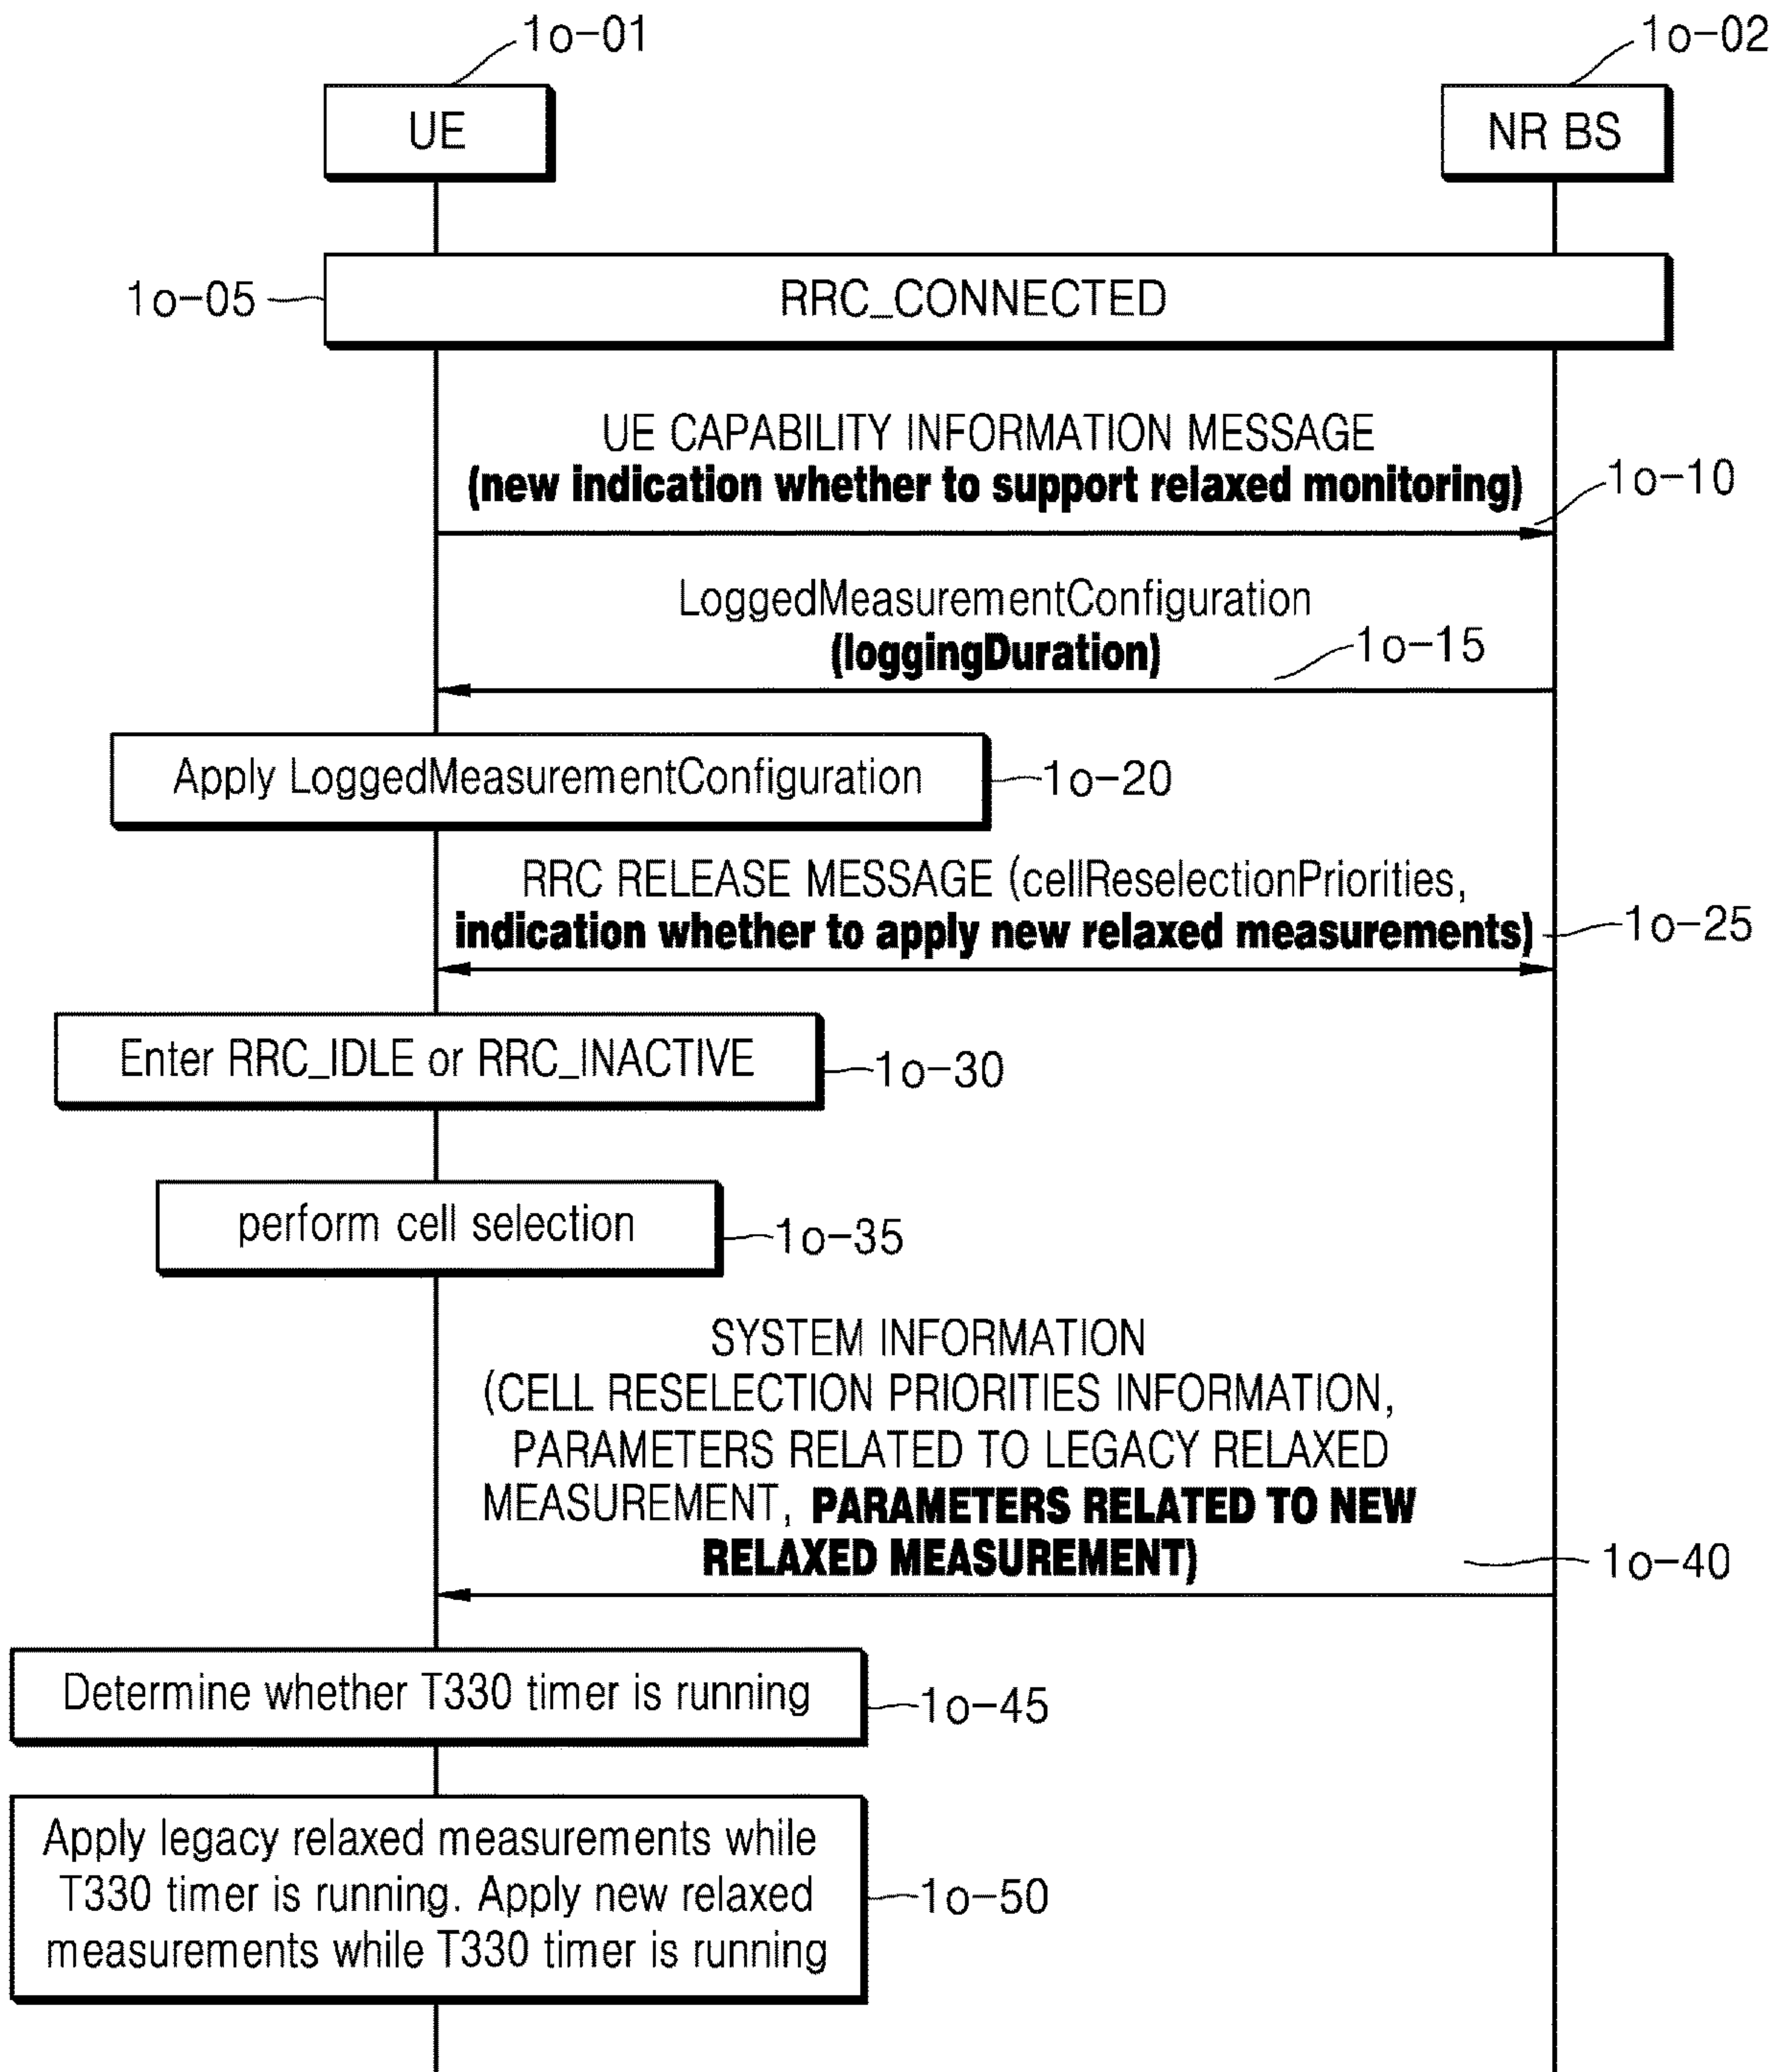 1o-01
1o-02
UE
NR BS
1o-05
RRC_CONNECTED
UE CAPABILITY INFORMATION MESSAGE
(new indication whether to support relaxed monitoring)
1o-10
LoggedMeasurementConfiguration
(loggingDuration)
1o-15
Apply LoggedMeasurementConfiguration
1o-20
RRC RELEASE MESSAGE (cellReselectionPriorities,
indication whether to apply new relaxed measurements)
1o-25
Enter RRC_IDLE or RRC_INACTIVE
1o-30
perform cell selection
1o-35
SYSTEM INFORMATION
(CELL RESELECTION PRIORITIES INFORMATION,
PARAMETERS RELATED TO LEGACY RELAXED
MEASUREMENT, PARAMETERS RELATED TO NEW
RELAXED MEASUREMENT)
1o-40
Determine whether T330 timer is running
1o-45
Apply legacy relaxed measurements while
T330 timer is running. Apply new relaxed
measurements while T330 timer is running
1o-50